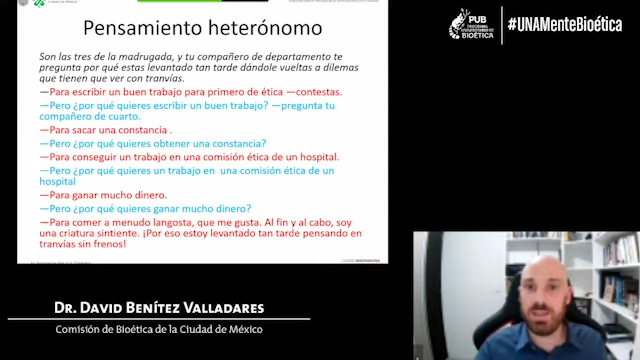 CIUDAD DE MÉXICO
Pensamiento heterónomo
Son las tres de la madrugada, y tu compañero de departamento te
pregunta por qué estas levantado tan tarde dándole vueltas a dilemas
que tienen que ver con tranvías.
—Para escribir un buen trabajo para primero de ética —contestas.
—Pero ¿por qué quieres escribir un buen trabajo? —pregunta tu
compañero de cuarto.
—Para sacar una constancia .
—Pero ¿por qué quieres obtener una constancia?
—Para conseguir un trabajo en una comisión ética de un hospital.
—Pero ¿por qué quieres un trabajo en una comisión ética de un
hospital
—Para ganar mucho dinero.
—Pero ¿por qué quieres ganar mucho dinero?
—Para comer a menudo langosta, que me gusta. Al fin y al cabo, soy
una criatura sintiente. ¡Por eso estoy levantado tan tarde pensando en
tranvías sin frenos!
PUB
PROGRAMA
UNIVERSITARIO DE
BIOÉTICA
#UNAMenteBioética
DR. DAVID BENÍTEZ VALLADARES
Comisión de Bioética de la Ciudad de México